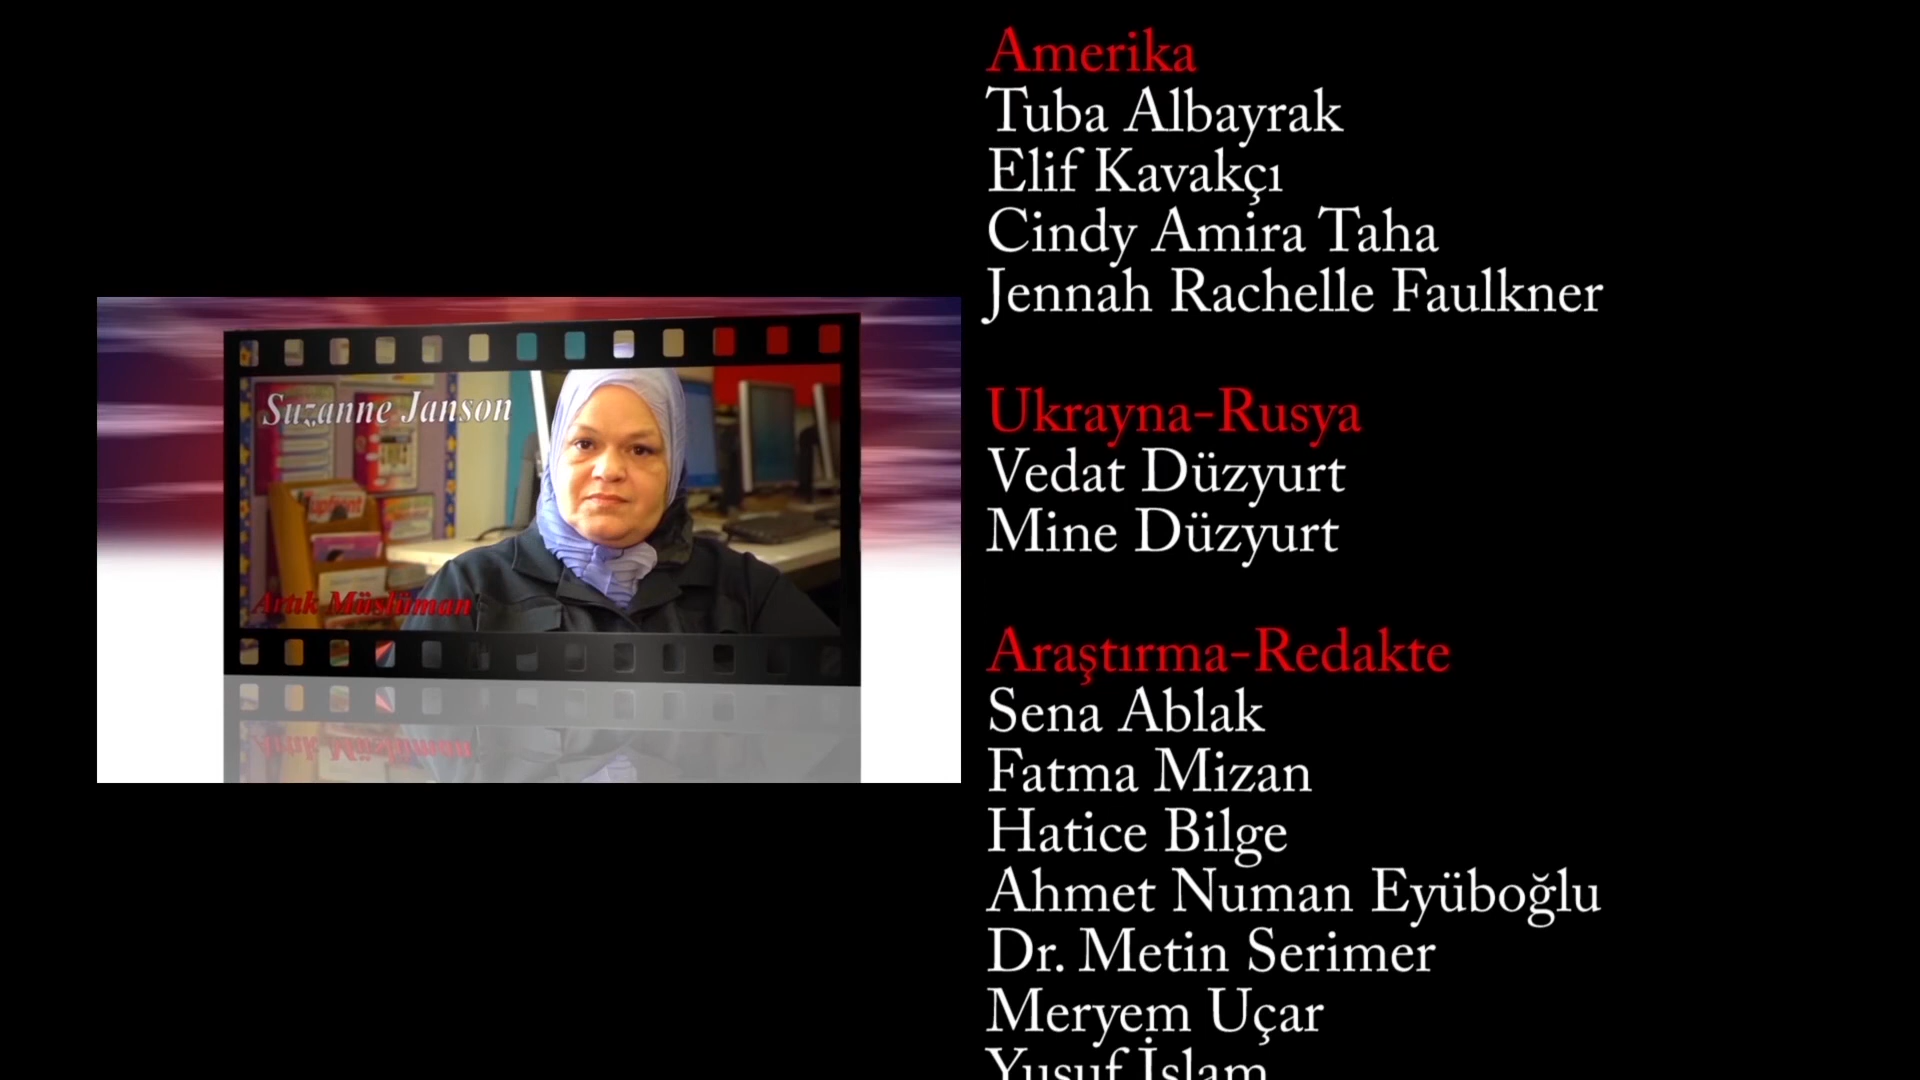 Suzanne Janson
Artık Müslüman
Amerika
Tuba Albayrak
Elif Kavakçı
Cindy Amira Taha
Jennah Rachelle Faulkner
Ukrayna-Rusya
Vedat Düzyurt
Mine Düzyurt
Araştırma-Redakte
Sena Ablak
Fatma Mizan
Hatice Bilge
Ahmet Numan Eyüboğlu
Dr. Metin Serimer
Meryem Uçar
Yusuf İslam